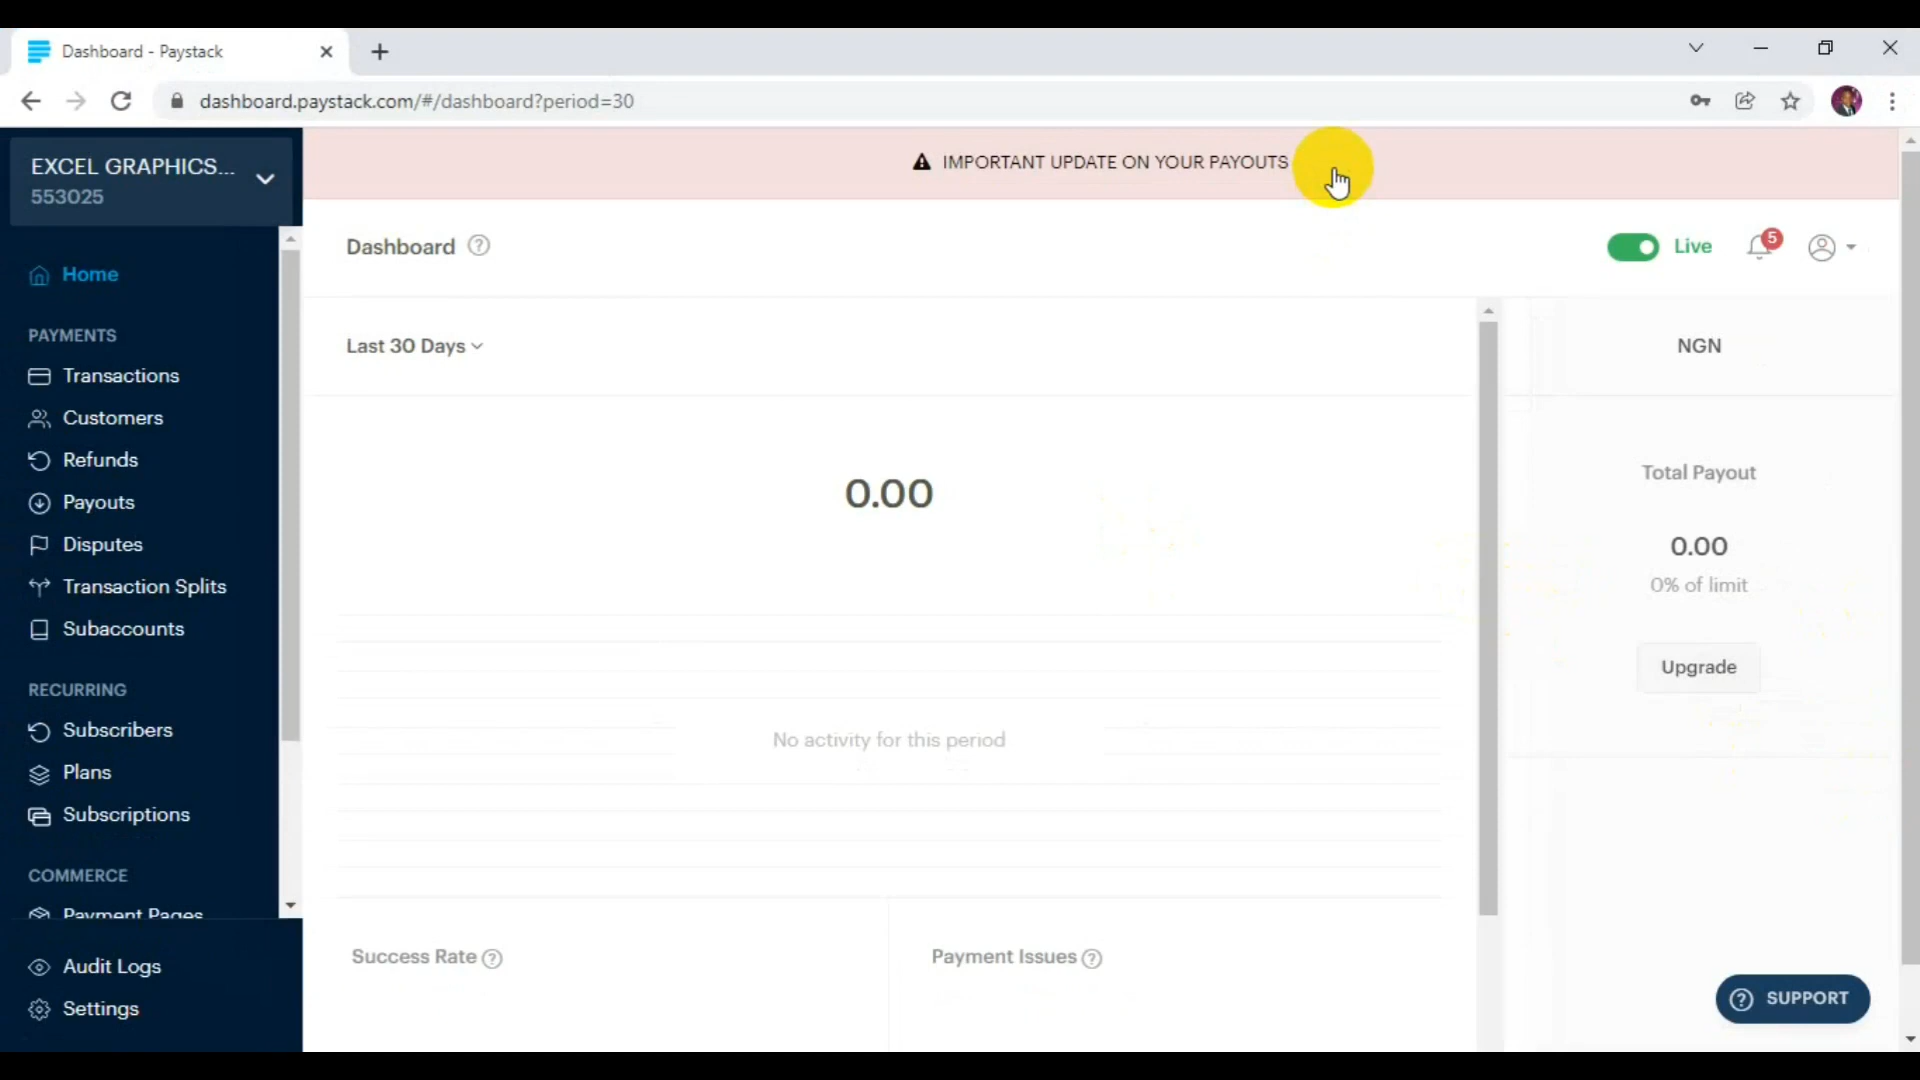 Dashboard - Paystack
dashboard.paystack.com/#/dashboard?period=30
EXCEL GRAPHICS...
553025
IMPORTANT UPDATE ON YOUR PAYOUTS
Dashboard
Live
5
Home
PAYMENTS
Transactions
Customers
Refunds
Payouts
Disputes
Transaction Splits
Subaccounts
RECURRING
Subscribers
Plans
Subscriptions
COMMERCE
Payment Pages
Audit Logs
Settings
Last 30 Days
0.00
No activity for this period
Success Rate
Payment Issues
NGN
Total Payout
0.00
0% of limit
Upgrade
SUPPORT